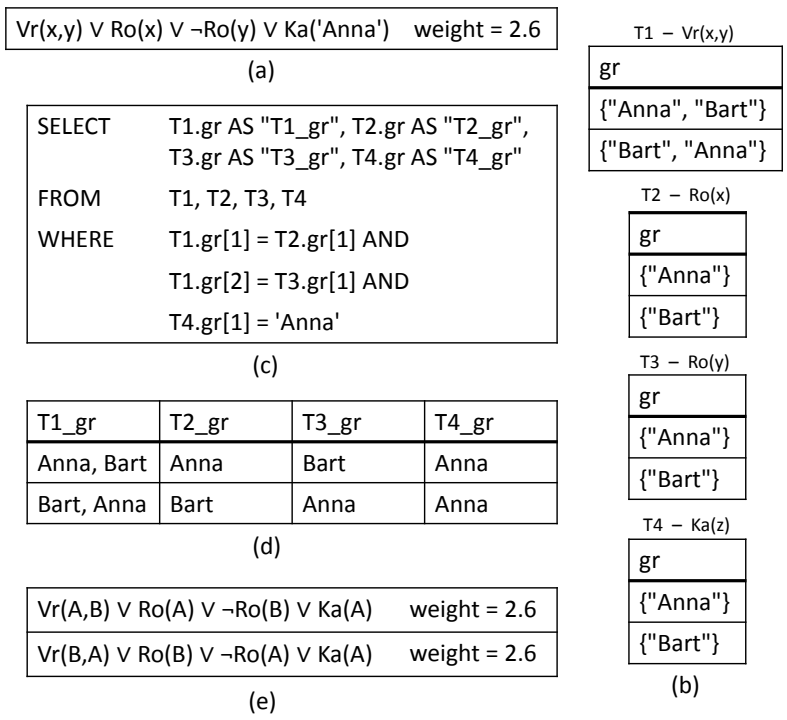 Vr(x,y) ∨ Ro(x) ∨ ¬Ro(y) ∨ Ka('Anna') weight = 2.6
(a)
SELECT T1.gr AS "T1_gr", T2.gr AS "T2_gr",
T3.gr AS "T3_gr", T4.gr AS "T4_gr"
FROM T1, T2, T3, T4
WHERE T1.gr[1] = T2.gr[1] AND
T1.gr[2] = T3.gr[1] AND
T4.gr[1] = 'Anna'
(c)
T1_gr T2_gr T3_gr T4_gr
Anna, Bart Anna Bart Anna
Bart, Anna Bart Anna Anna
(d)
Vr(A,B) ∨ Ro(A) ∨ ¬Ro(B) ∨ Ka(A) weight = 2.6
Vr(B,A) ∨ Ro(B) ∨ ¬Ro(A) ∨ Ka(A) weight = 2.6
(e)
T1 – Vr(x,y)
gr
{"Anna", "Bart"}
{"Bart", "Anna"}
T2 – Ro(x)
gr
{"Anna"}
{"Bart"}
T3 – Ro(y)
gr
{"Anna"}
{"Bart"}
T4 – Ka(z)
gr
{"Anna"}
{"Bart"}
(b)